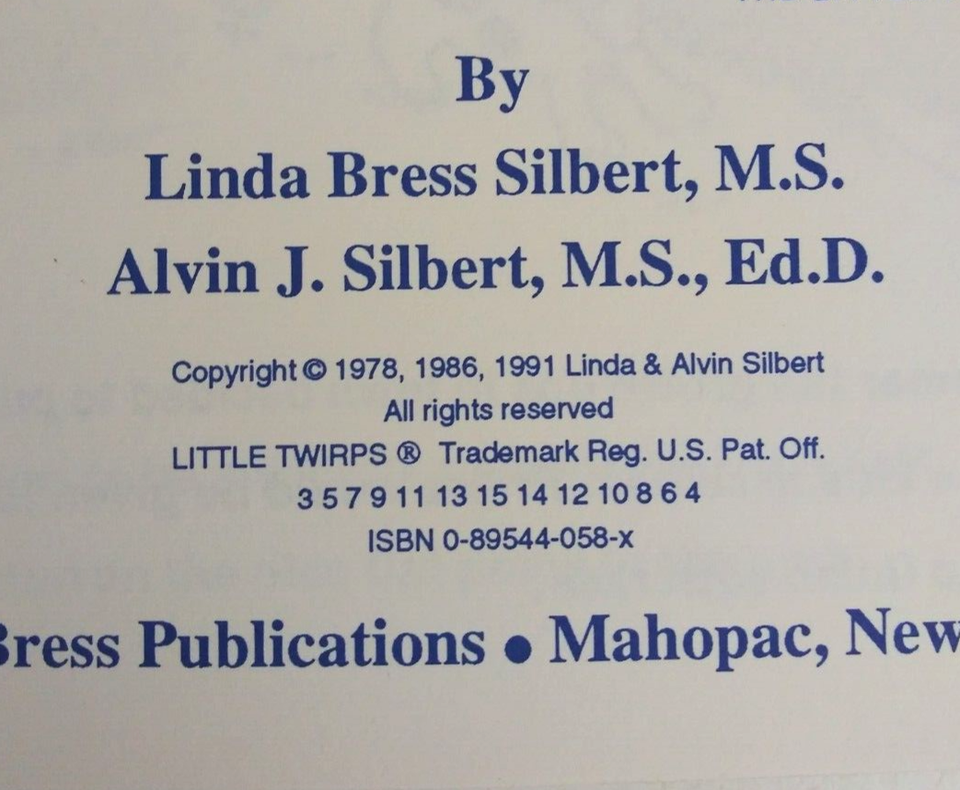 By
Linda Bress Silbert, M.S.
Alvin J. Silbert, M.S., Ed.D.
Copyright © 1978, 1986, 1991 Linda & Alvin Silbert
All rights reserved
LITTLE TWIRPS ® Trademark Reg. U.S. Pat. Off.
3 5 7 9 11 13 15 14 12 10 8 6 4
ISBN 0-89544-058-x
Bress Publications ● Mahopac, New